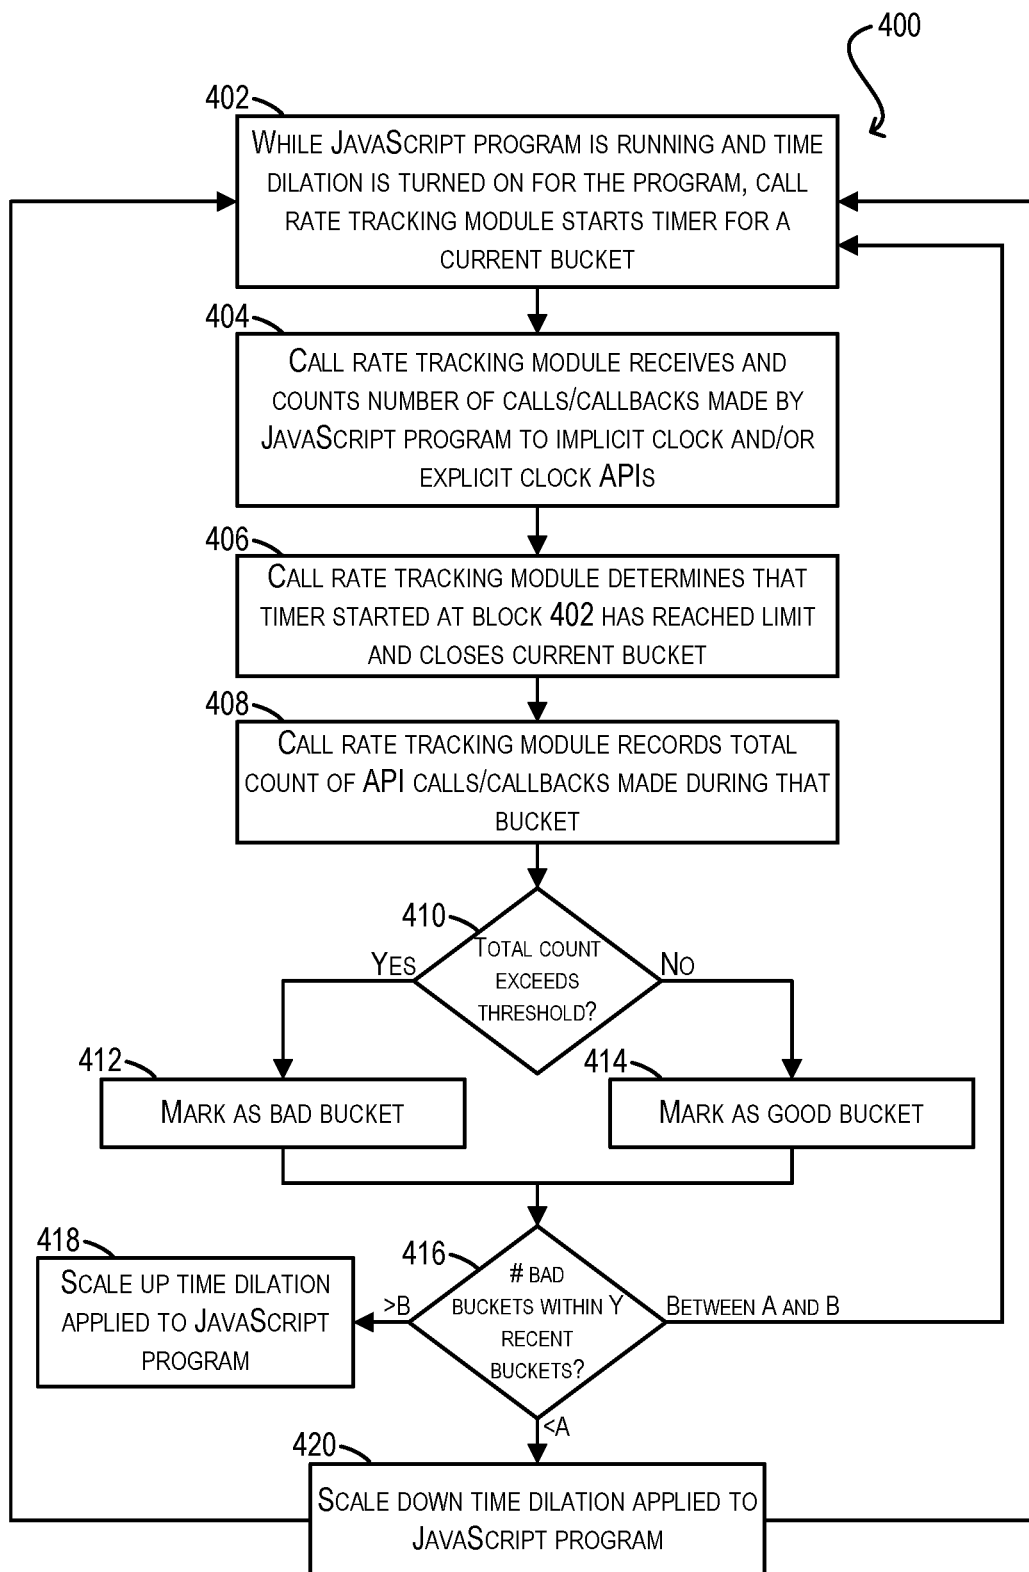 400
402
While JavaScript program is running and time
dilation is turned on for the program, call
rate tracking module starts timer for a
current bucket
404
Call rate tracking module receives and
counts number of calls/callbacks made by
JavaScript program to implicit clock and/or
explicit clock APIs
406
Call rate tracking module determines that
timer started at block 402 has reached limit
and closes current bucket
408
Call rate tracking module records total
count of API calls/callbacks made during that
bucket
410
Total count
exceeds
threshold?
Yes
No
412
Mark as bad bucket
414
Mark as good bucket
416
# bad
buckets within Y
recent
buckets?
>B
Between A and B
<A
418
Scale up time dilation
applied to JavaScript
program
420
Scale down time dilation applied to
JavaScript program